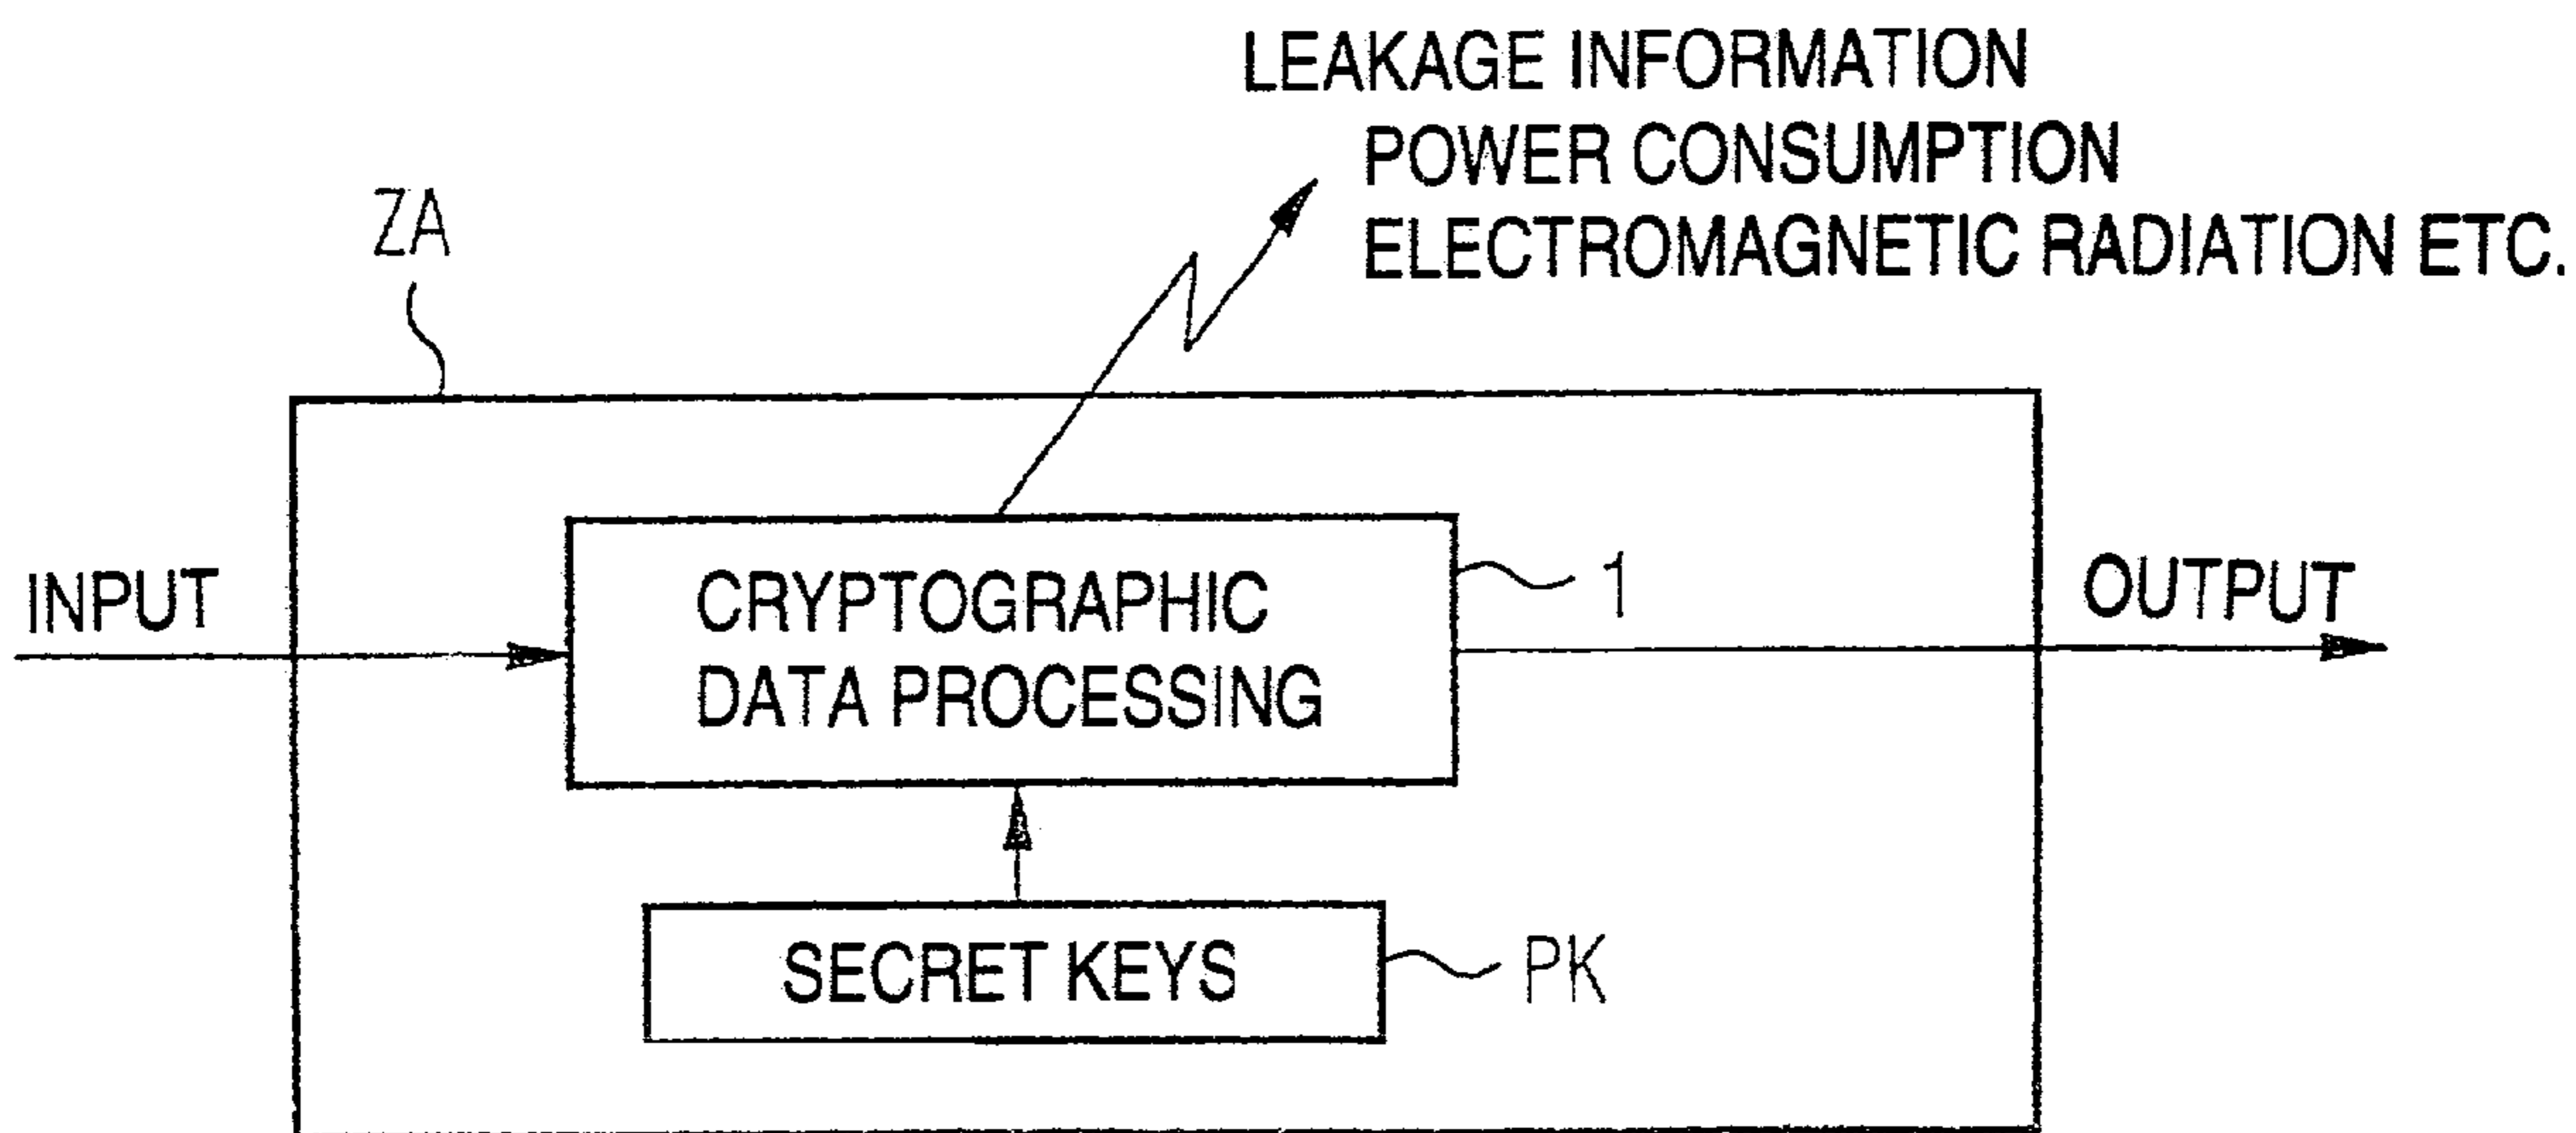 LEAKAGE INFORMATION
POWER CONSUMPTION
ELECTROMAGNETIC RADIATION ETC.
ZA
INPUT
CRYPTOGRAPHIC
DATA PROCESSING
1
OUTPUT
SECRET KEYS
PK